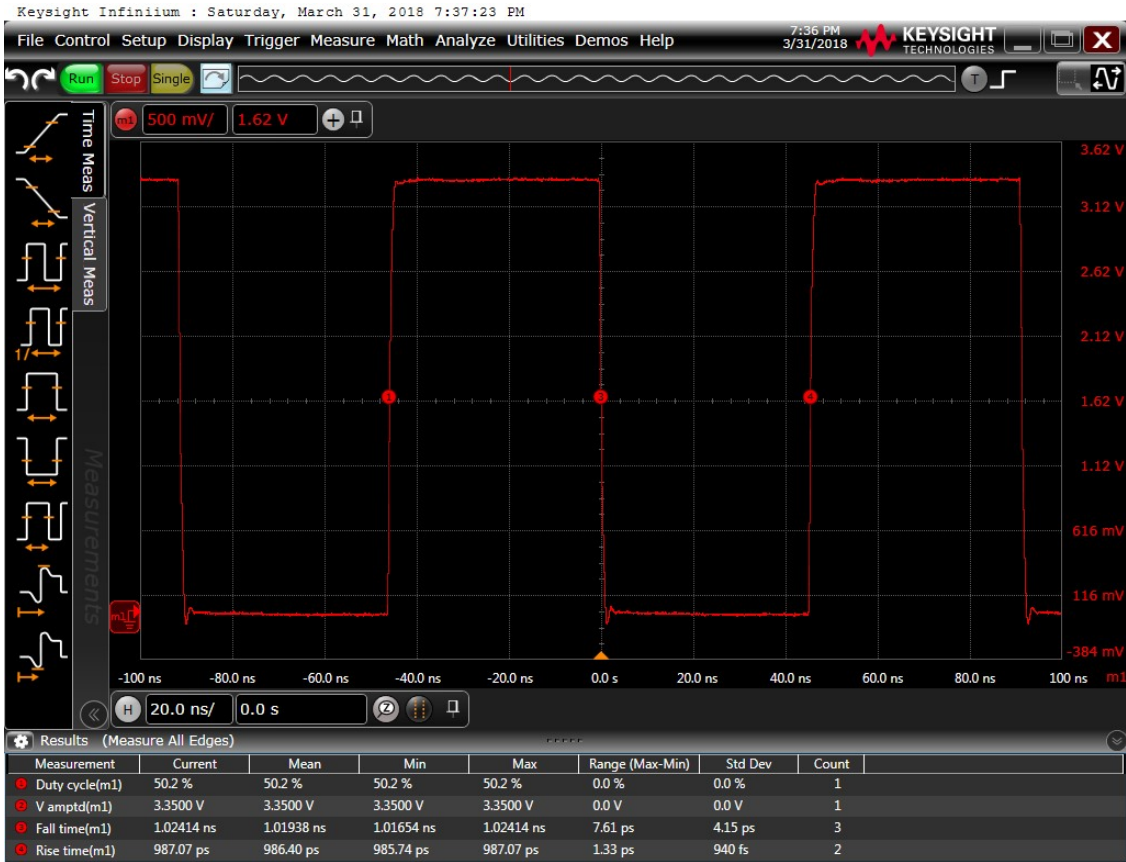 Keysight Infiniium : Saturday, March 31, 2018 7:37:23 PM
File Control Setup Display Trigger Measure Math Analyze Utilities Demos Help
7:36 PM
3/31/2018
KEYSIGHT
TECHNOLOGIES
Run Stop Single
T
Time Meas
Vertical Meas
Measurements
1/
m1 500 mV/ 1.62 V
3.62 V
3.12 V
2.62 V
2.12 V
1.62 V
1.12 V
616 mV
116 mV
-384 mV
1 3 4
m1
-100 ns -80.0 ns -60.0 ns -40.0 ns -20.0 ns 0.0 s 20.0 ns 40.0 ns 60.0 ns 80.0 ns 100 ns m1
H 20.0 ns/ 0.0 s
Results (Measure All Edges)
Measurement Current Mean Min Max Range (Max-Min) Std Dev Count
1 Duty cycle(m1) 50.2 % 50.2 % 50.2 % 50.2 % 0.0 % 0.0 % 1
2 V amptd(m1) 3.3500 V 3.3500 V 3.3500 V 3.3500 V 0.0 V 0.0 V 1
3 Fall time(m1) 1.02414 ns 1.01938 ns 1.01654 ns 1.02414 ns 7.61 ps 4.15 ps 3
4 Rise time(m1) 987.07 ps 986.40 ps 985.74 ps 987.07 ps 1.33 ps 940 fs 2